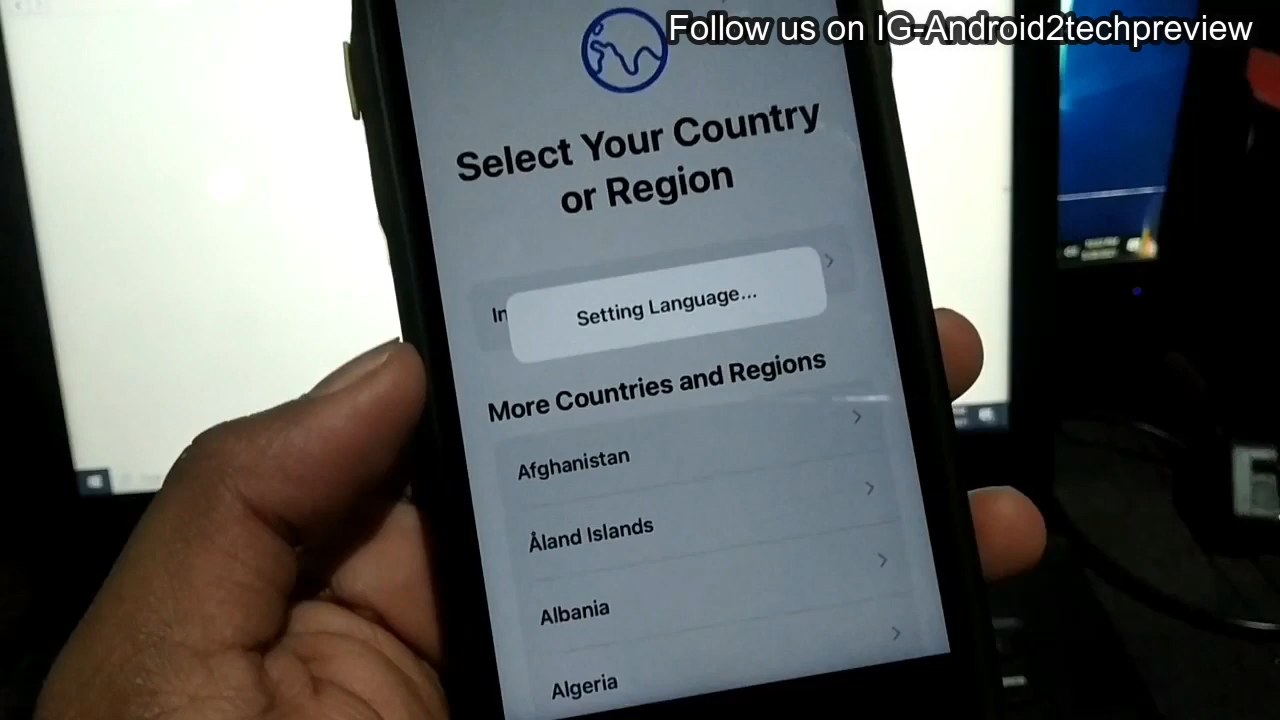 Follow us on IG-Android2techpreview
Select Your Country
or Region
Setting Language...
More Countries and Regions
Afghanistan
Åland Islands
Albania
Algeria